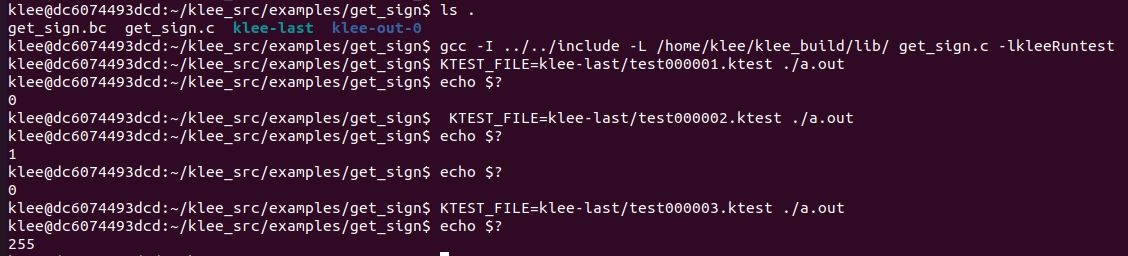 klee@dc6074493dcd:~/klee_src/examples/get_sign$ ls .
get_sign.bc  get_sign.c  klee-last  klee-out-0
klee@dc6074493dcd:~/klee_src/examples/get_sign$ gcc -I ../../include -L /home/klee/klee_build/lib/ get_sign.c -lkleeRuntest
klee@dc6074493dcd:~/klee_src/examples/get_sign$ KTEST_FILE=klee-last/test000001.ktest ./a.out
klee@dc6074493dcd:~/klee_src/examples/get_sign$ echo $?
0
klee@dc6074493dcd:~/klee_src/examples/get_sign$  KTEST_FILE=klee-last/test000002.ktest ./a.out
klee@dc6074493dcd:~/klee_src/examples/get_sign$ echo $?
1
klee@dc6074493dcd:~/klee_src/examples/get_sign$ echo $?
0
klee@dc6074493dcd:~/klee_src/examples/get_sign$ KTEST_FILE=klee-last/test000003.ktest ./a.out
klee@dc6074493dcd:~/klee_src/examples/get_sign$ echo $?
255